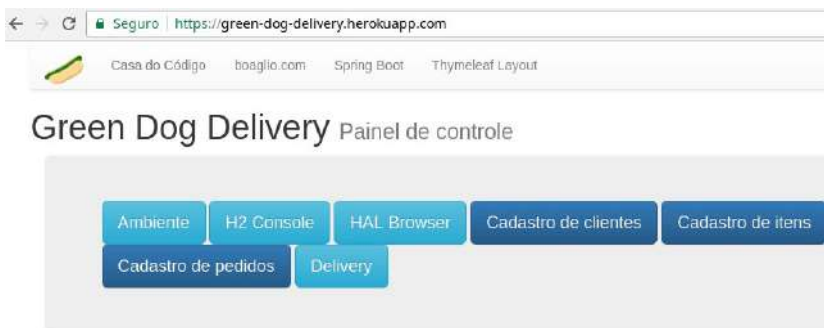 Seguro https://green-dog-delivery.herokuapp.com
Casa do Código boaglio.com Spring Boot Thymeleaf Layout
Green Dog Delivery Painel de controle
Ambiente H2 Console HAL Browser Cadastro de clientes Cadastro de itens
Cadastro de pedidos Delivery